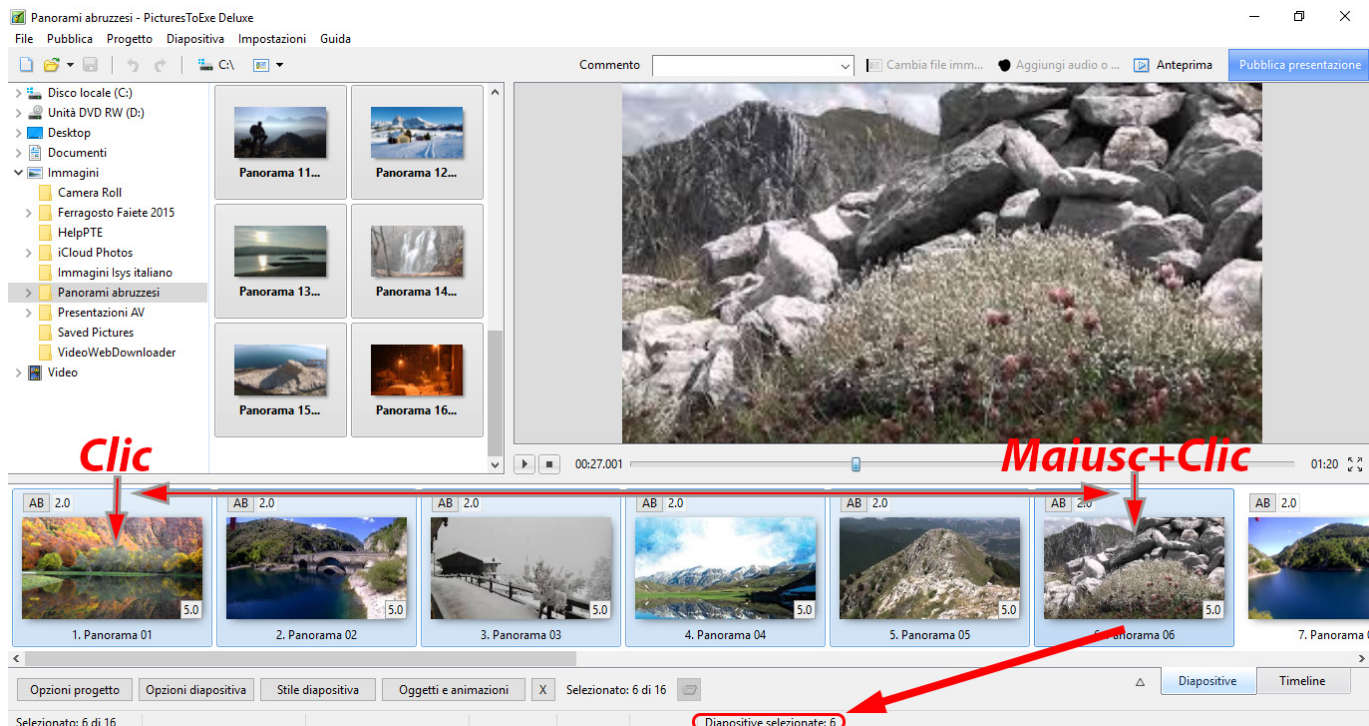 Panorami abruzzesi - PicturesToExe Deluxe
File Pubblica Progetto Diapositiva Impostazioni Guida
C:\ Commento Cambia file imm... Aggiungi audio o ... Anteprima Pubblica presentazione
Disco locale (C:)
Unità DVD RW (D:)
Desktop
Documenti
Immagini
Camera Roll
Ferragosto Faiete 2015
HelpPTE
iCloud Photos
Immagini Isys italiano
Panorami abruzzesi
Presentazioni AV
Saved Pictures
VideoWebDownloader
Video
Panorama 11... Panorama 12...
Panorama 13... Panorama 14...
Panorama 15... Panorama 16...
Clic
Maiusc+Clic
00:27.001 01:20
AB 2.0 AB 2.0 AB 2.0 AB 2.0 AB 2.0 AB 2.0 AB 2.0
5.0 5.0 5.0 5.0 5.0 5.0
1. Panorama 01 2. Panorama 02 3. Panorama 03 4. Panorama 04 5. Panorama 05 6. Panorama 06 7. Panorama
Opzioni progetto Opzioni diapositiva Stile diapositiva Oggetti e animazioni X Selezionato: 6 di 16 Diapositive Timeline
Selezionato: 6 di 16 Diapositive selezionate: 6